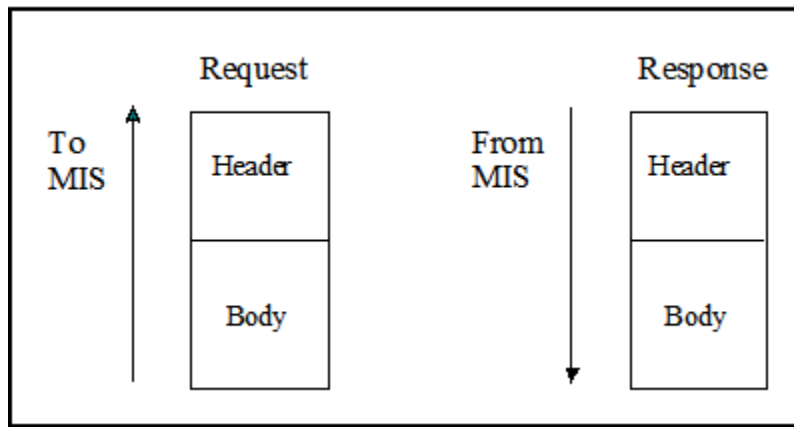 Request
To
MIS
Header
Body
Response
From
MIS
Header
Body